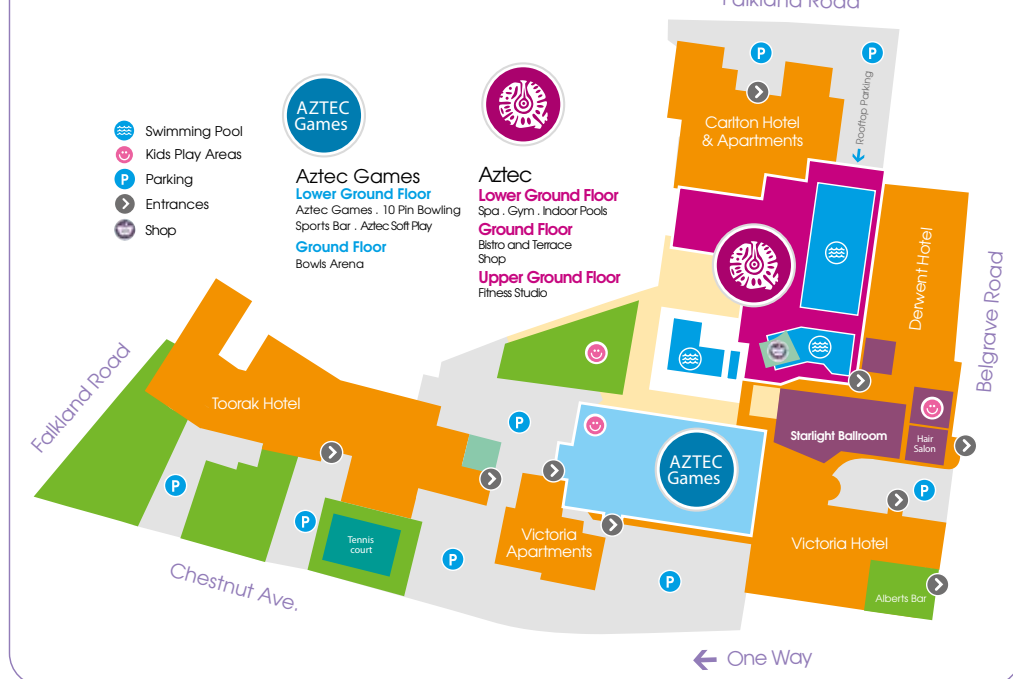 Falkland Road
P
P
Rooftop Parking
AZTEC
Games
Swimming Pool
Kids Play Areas
P
Parking
Entrances
Shop
Aztec Games
Lower Ground Floor
Aztec Games . 10 Pin Bowling
Sports Bar . Aztec Soft Play
Ground Floor
Bowls Arena
Aztec
Lower Ground Floor
Spa . Gym . Indoor Pools
Ground Floor
Bistro and Terrace
Shop
Upper Ground Floor
Fitness Studio
Carlton Hotel
& Apartments
Derwent Hotel
Belgrave Road
Falkland Road
Toorak Hotel
P
Starlight Ballroom
Hair
Salon
AZTEC
Games
P
P
P
Tennis
court
Victoria
Apartments
Victoria Hotel
P
P
Chestnut Ave.
Alberts Bar
One Way